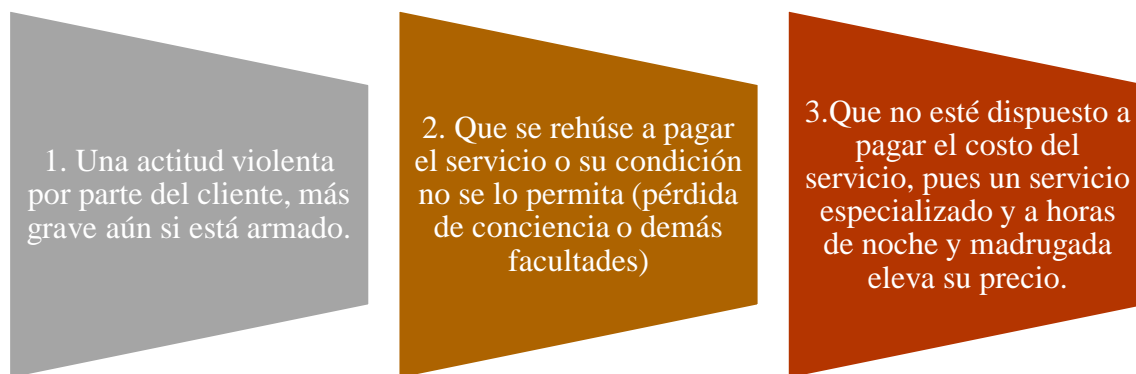 1. Una actitud violenta
por parte del cliente, más
grave aún si está armado.
2. Que se rehúse a pagar
el servicio o su condición
no se lo permita (pérdida
de conciencia o demás
facultades)
3.Que no esté dispuesto a
pagar el costo del
servicio, pues un servicio
especializado y a horas
de noche y madrugada
eleva su precio.